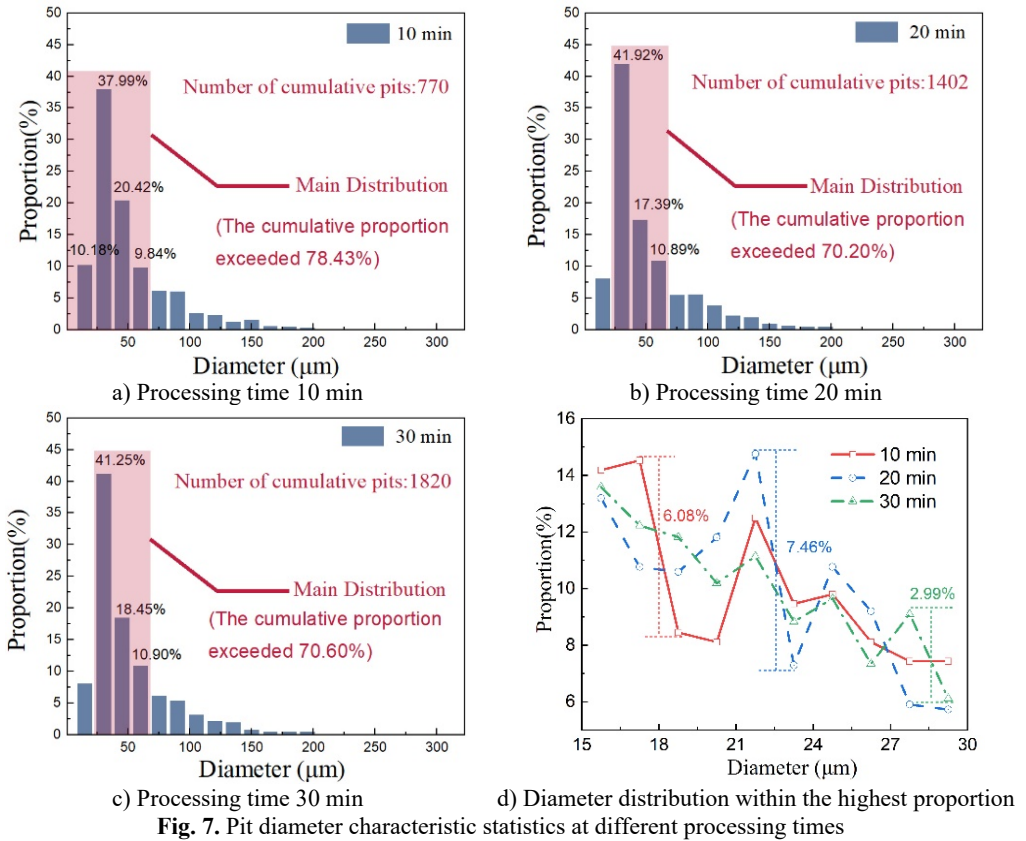 50
45
40
35
30
25
20
15
10
5
0
Proportion(%)
10 min
37.99%
Number of cumulative pits:770
20.42%
Main Distribution
10.18%
9.84%
(The cumulative proportion
exceeded 78.43%)
50 100 150 200 250 300
Diameter (μm)
a) Processing time 10 min
50
45
40
35
30
25
20
15
10
5
0
Proportion(%)
20 min
41.92%
Number of cumulative pits:1402
17.39%
Main Distribution
10.89%
(The cumulative proportion
exceeded 70.20%)
50 100 150 200 250 300
Diameter (μm)
b) Processing time 20 min
50
45
40
35
30
25
20
15
10
5
0
Proportion(%)
30 min
41.25%
Number of cumulative pits:1820
18.45%
Main Distribution
10.90%
(The cumulative proportion
exceeded 70.60%)
50 100 150 200 250 300
Diameter (μm)
c) Processing time 30 min
16
14
12
10
8
6
Proportion(%)
10 min
20 min
30 min
6.08%
7.46%
2.99%
15 18 21 24 27 30
Diameter (μm)
d) Diameter distribution within the highest proportion
Fig. 7. Pit diameter characteristic statistics at different processing times